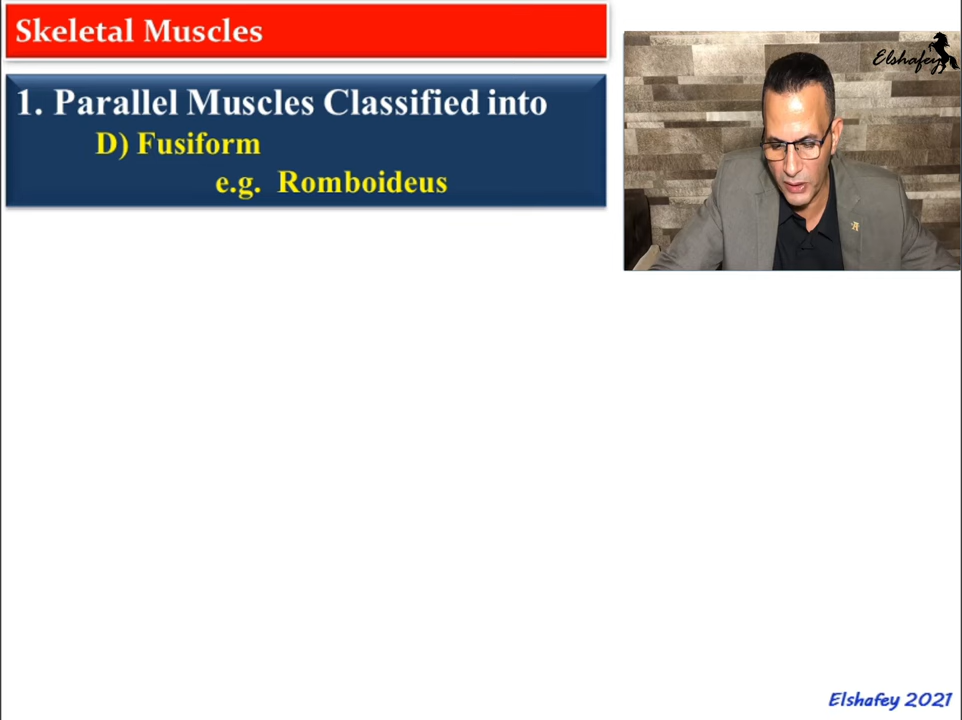 Skeletal Muscles
1. Parallel Muscles Classified into
D) Fusiform
e.g. Romboideus
Elshafey
Elshafey 2021